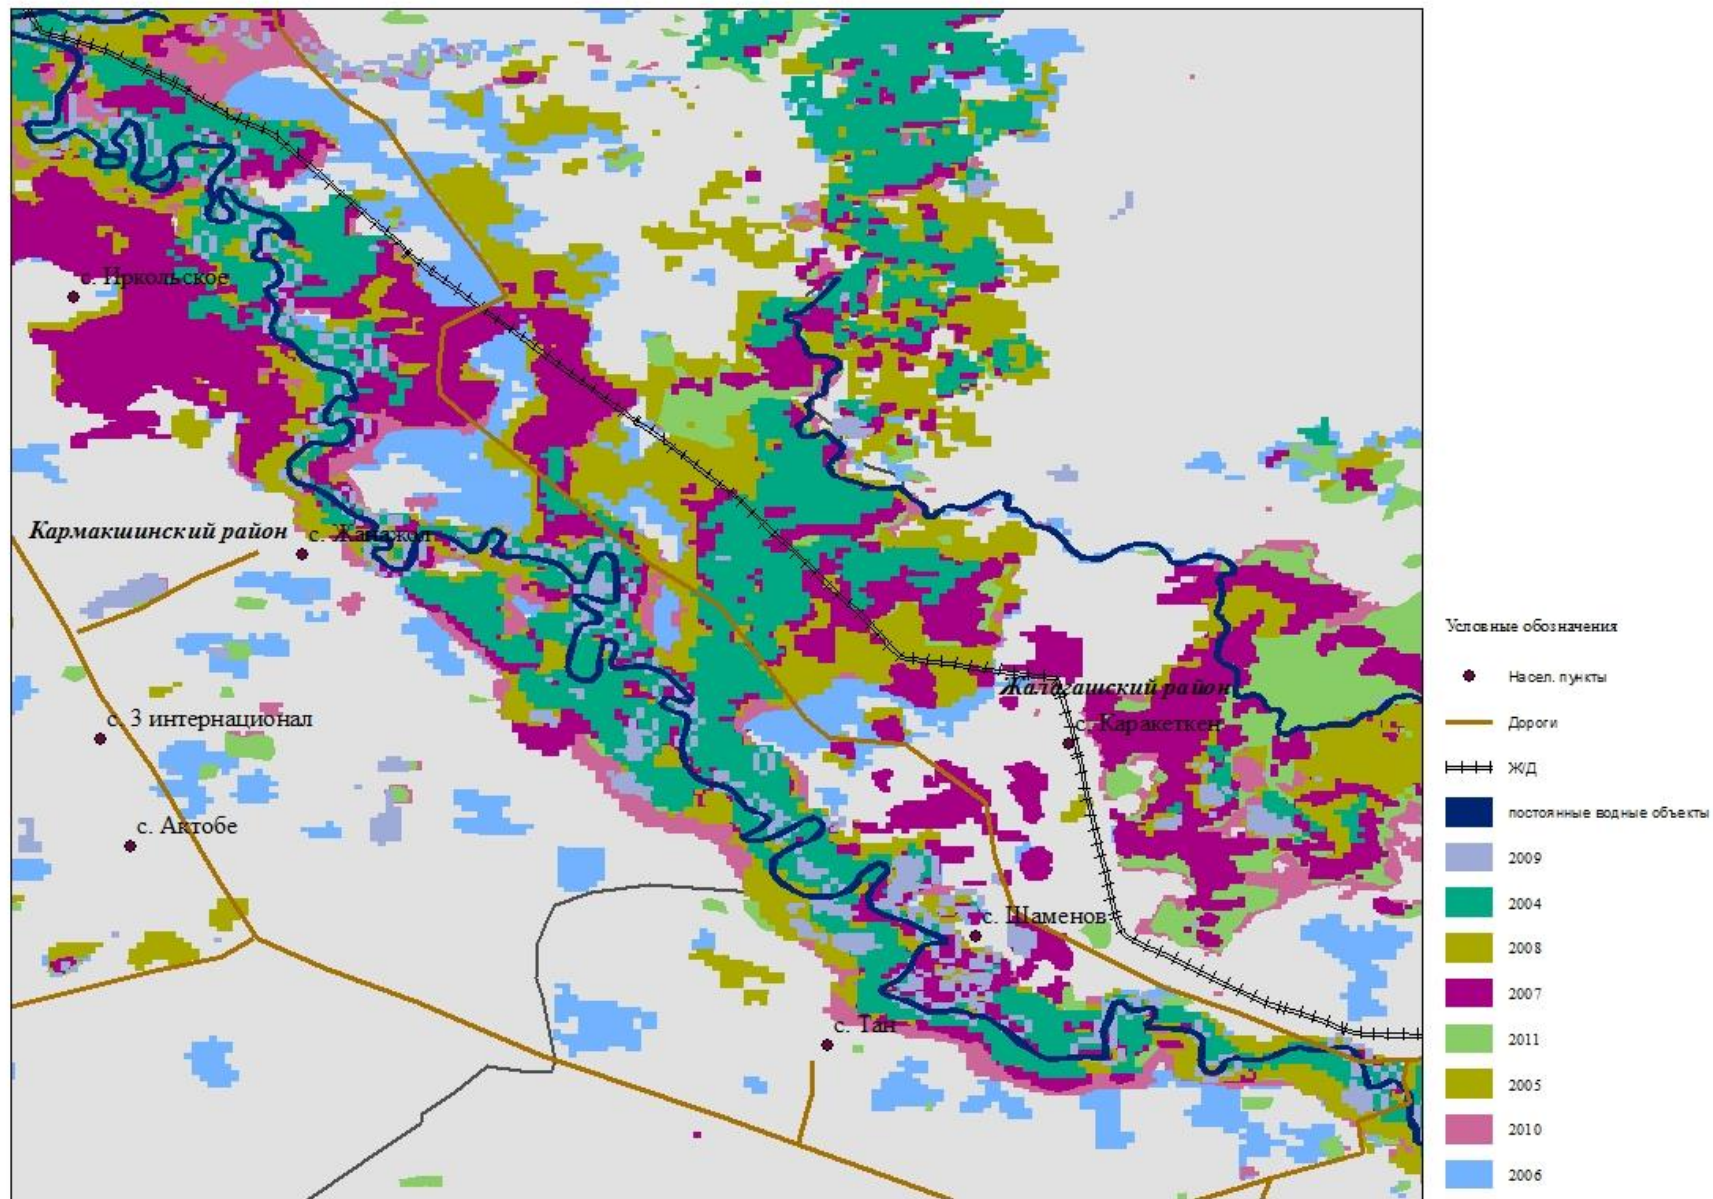 с. Иркольское
Кармакшинский район
с. Жанажол
с. 3 интернационал
Жалагашский район
с. Каракеткен
с. Актобе
с. Шаменов
с. Тан
Условные обозначения
Насел. пункты
Дороги
Ж/Д
постоянные водные объекты
2009
2004
2008
2007
2011
2005
2010
2006